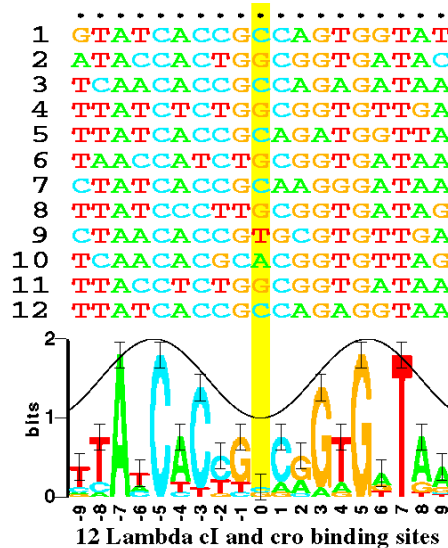 1 GTATCACCGCCAGTGGTAT
2 ATACCACTGGCGGTGATAC
3 TCAACACCGCCAGAGATAA
4 TTATCTCTGGCGGTGTTGA
5 TTATCACCGCAGATGGTTA
6 TAACCATCTGCGGTGATAA
7 CTATCACCGCAAGGGATAA
8 TTATCCCTTGCGGTGATAG
9 CTAACACCGTGCGTGTTGA
10 TCAACACGCACGGTGTTAG
11 TTACCTCTGGCGGTGATAA
12 TTATCACCGCCAGAGGTAA
2
bits
1
0
-9 -8 -7 -6 -5 -4 -3 -2 -1 0 1 2 3 4 5 6 7 8 9
12 Lambda cI and cro binding sites